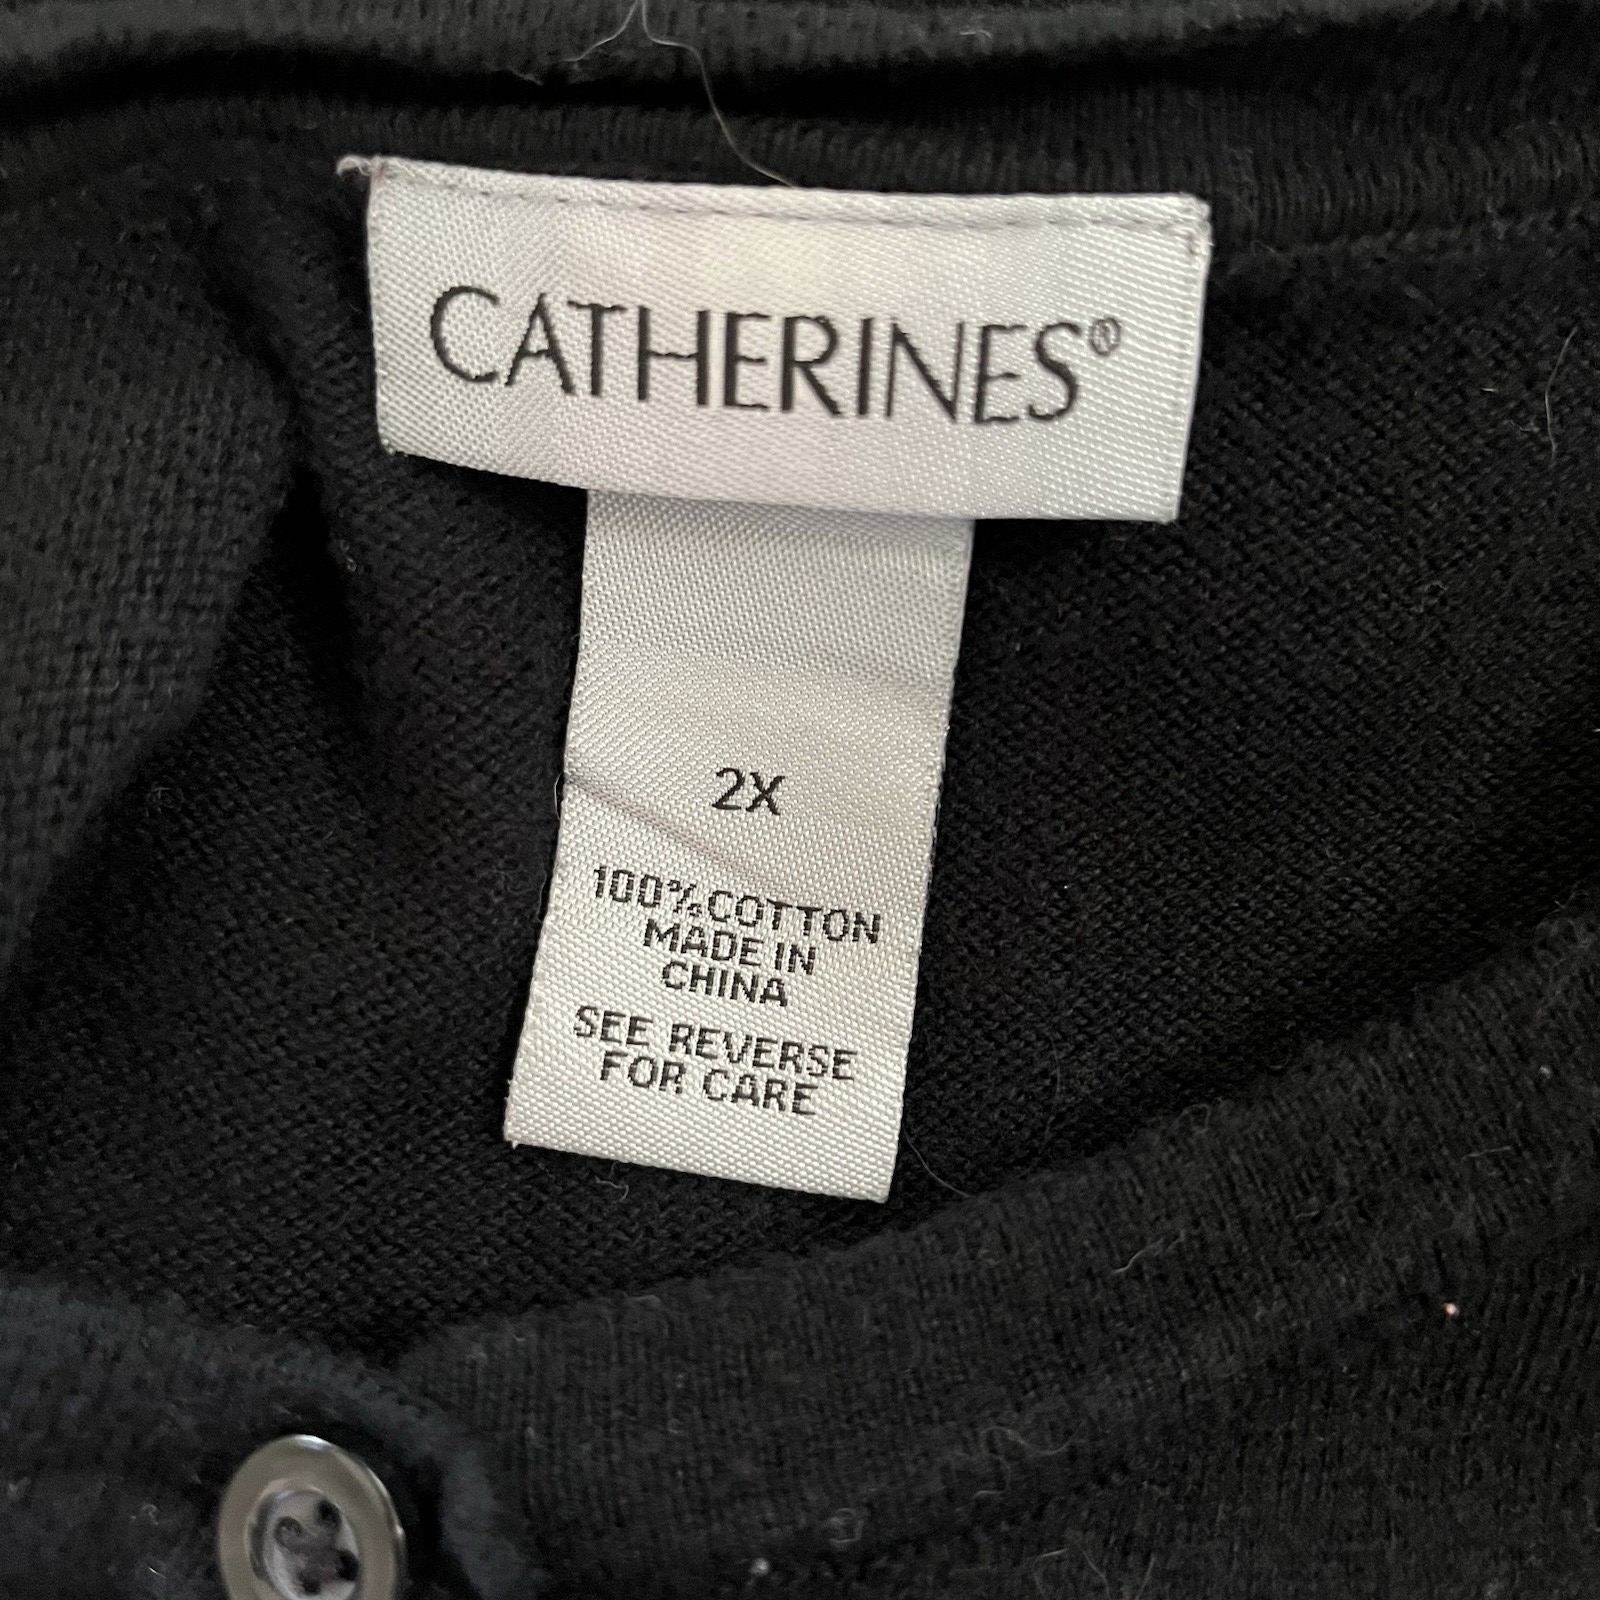 CATHERINES®
2X
100% COTTON
MADE IN
CHINA
SEE REVERSE
FOR CARE